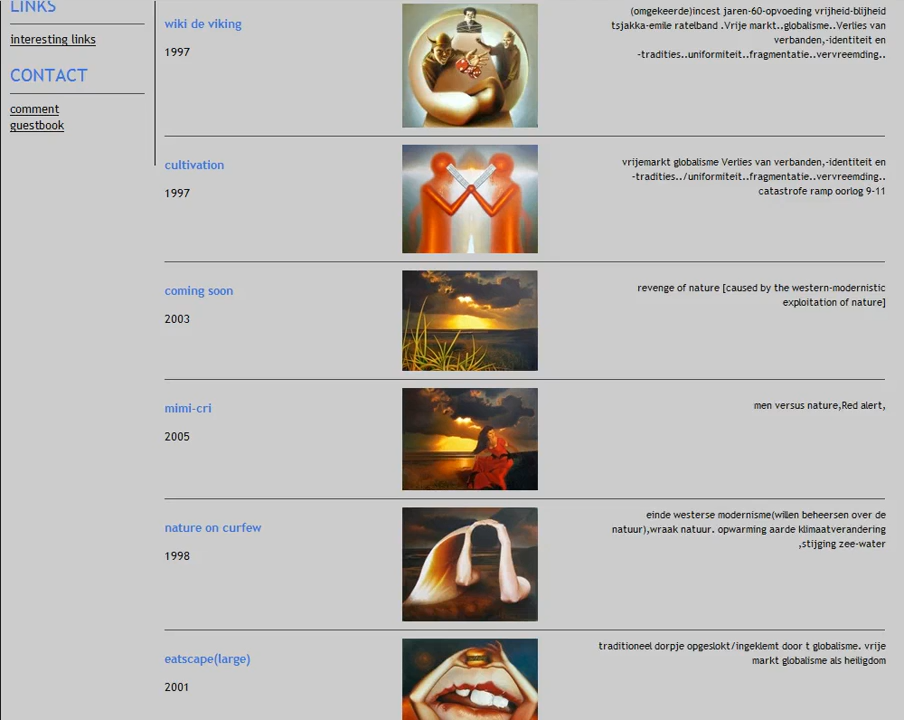 LINKS
interesting links
CONTACT
comment
guestbook
wiki de viking
1997
(omgekeerde)incest jaren-60-opvoeding vrijheid-blijheid
tsjakka-emile ratelband .Vrije markt..globalisme..Verlies van
verbanden,-identiteit en
-tradities..uniformiteit..fragmentatie..vervreemding..
cultivation
1997
vrijemarkt globalisme Verlies van verbanden,-identiteit en
-tradities../uniformiteit..fragmentatie..vervreemding..
catastrofe ramp oorlog 9-11
coming soon
2003
revenge of nature [caused by the western-modernistic
exploitation of nature]
mimi-cri
2005
men versus nature,Red alert,
nature on curfew
1998
einde westerse modernisme(willen beheersen over de
natuur),wraak natuur. opwarming aarde klimaatverandering
,stijging zee-water
eatscape(large)
2001
traditioneel dorpje opgeslokt/ingeklemt door t globalisme. vrije
markt globalisme als heiligdom